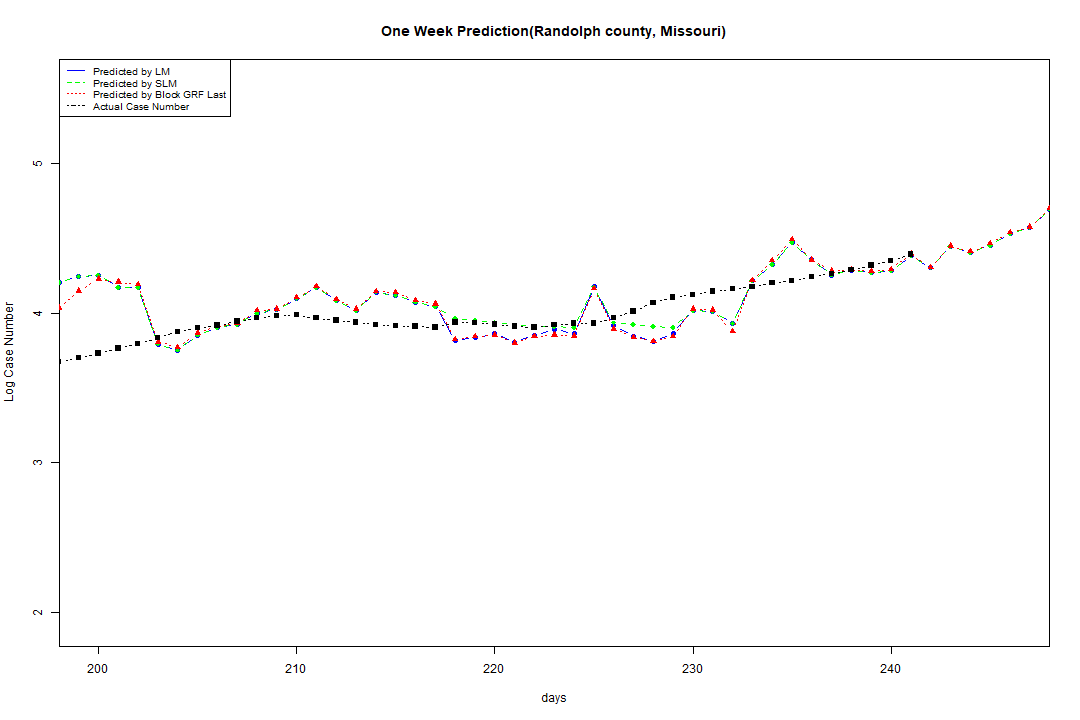 One Week Prediction(Randolph county, Missouri)
Predicted by LM
Predicted by SLM
Predicted by Block GRF Last
Actual Case Number
Log Case Number
5
4
3
2
200 210 220 230 240
days